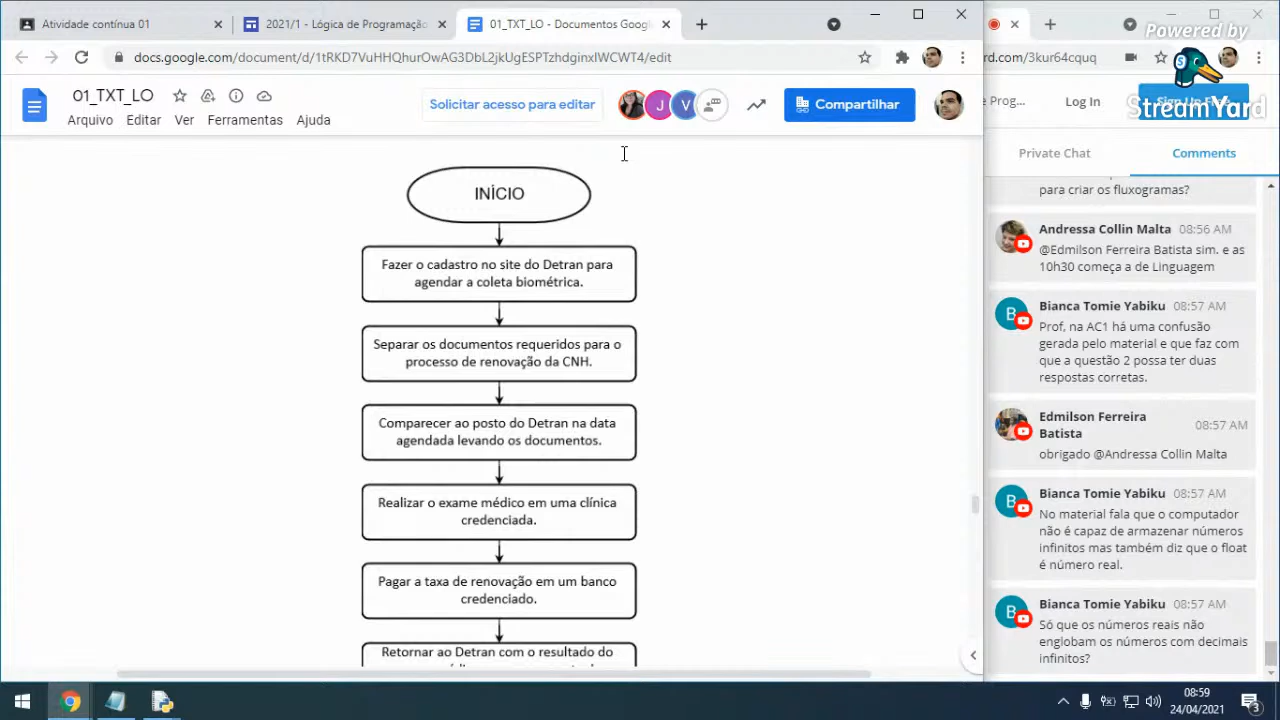 Atividade contínua 01
2021/1 - Lógica de Programação
01_TXT_LO - Documentos Googl
docs.google.com/document/d/1tRKD7VuHHQhurOwAG3DbL2jkUgESPTzhdginxIWCWT4/edit
rd.com/3kur64cquq
01_TXT_LO
Arquivo Editar Ver Ferramentas Ajuda
Solicitar acesso para editar
J
V
Compartilhar
INÍCIO
Fazer o cadastro no site do Detran para
agendar a coleta biométrica.
Separar os documentos requeridos para o
processo de renovação da CNH.
Comparecer ao posto do Detran na data
agendada levando os documentos.
Realizar o exame médico em uma clínica
credenciada.
Pagar a taxa de renovação em um banco
credenciado.
Retornar ao Detran com o resultado do
Powered by
StreamYard
e Prog...
Log In
Private Chat
Comments
para criar os fluxogramas?
Andressa Collin Malta 08:56 AM
@Edmilson Ferreira Batista sim. e as
10h30 começa a de Linguagem
B
Bianca Tomie Yabiku 08:57 AM
Prof, na AC1 há uma confusão
gerada pelo material e que faz com
que a questão 2 possa ter duas
respostas corretas.
Edmilson Ferreira
Batista 08:57 AM
obrigado @Andressa Collin Malta
B
Bianca Tomie Yabiku 08:57 AM
No material fala que o computador
não é capaz de armazenar números
infinitos mas também diz que o float
é número real.
B
Bianca Tomie Yabiku 08:57 AM
Só que os números reais não
englobam os números com decimais
infinitos?
08:59
24/04/2021
3